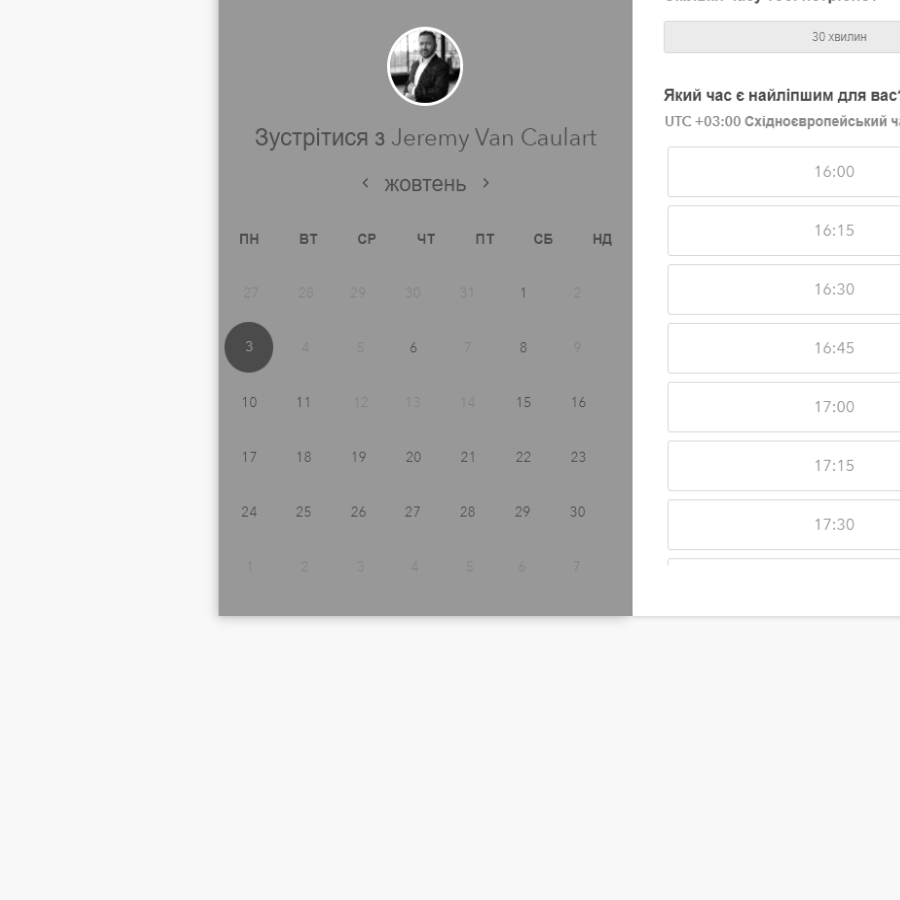 Зустрітися з Jeremy Van Caulart
жовтень
ПН ВТ СР ЧТ ПТ СБ НД
27 28 29 30 31 1 2
3 4 5 6 7 8 9
10 11 12 13 14 15 16
17 18 19 20 21 22 23
24 25 26 27 28 29 30
1 2 3 4 5 6 7
30 хвилин
Який час є найліпшим для вас?
UTC +03:00 Східноєвропейський
16:00
16:15
16:30
16:45
17:00
17:15
17:30